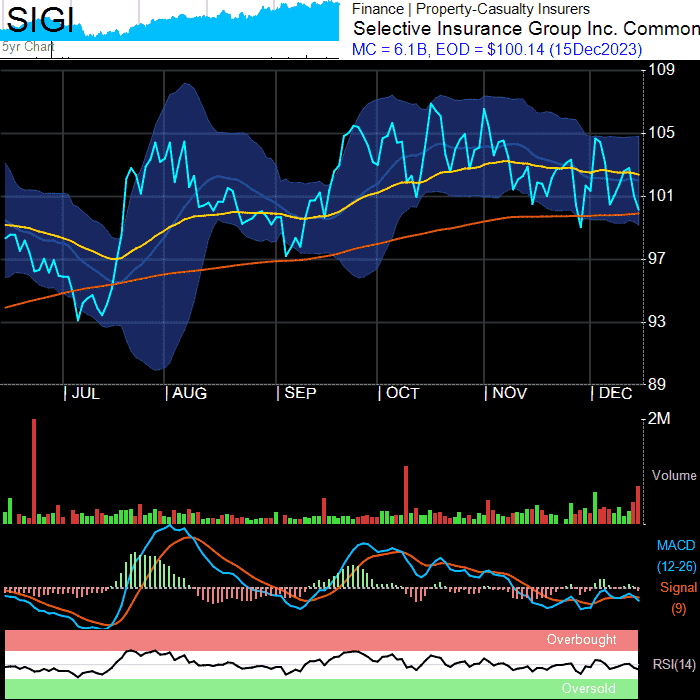 SIGI
5yr Chart
Finance | Property-Casualty Insurers
Selective Insurance Group Inc. Common
MC = 6.1B, EOD = $100.14 (15Dec2023)
109
105
101
97
93
89
| JUL | AUG | SEP | OCT | NOV | DEC
2M
Volume
MACD
(12-26)
Signal
(9)
Overbought
RSI(14)
Oversold